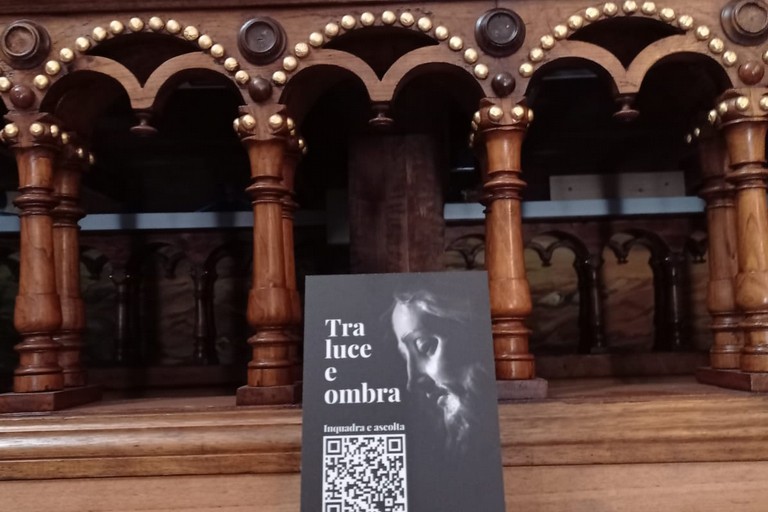 Tra
luce
e
ombra
Inquadra e ascolta